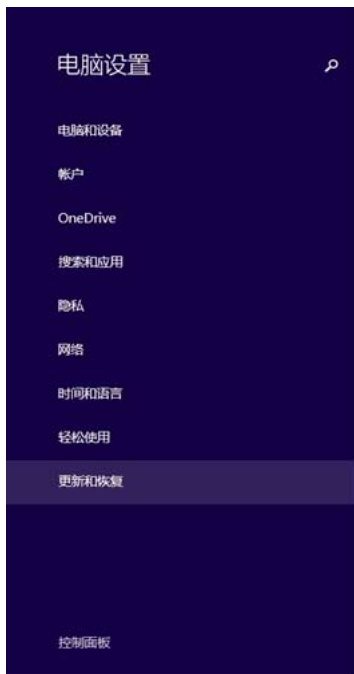 电脑设置
电脑和设备
帐户
OneDrive
搜索和应用
隐私
网络
时间和语言
轻松使用
更新和恢复
控制面板